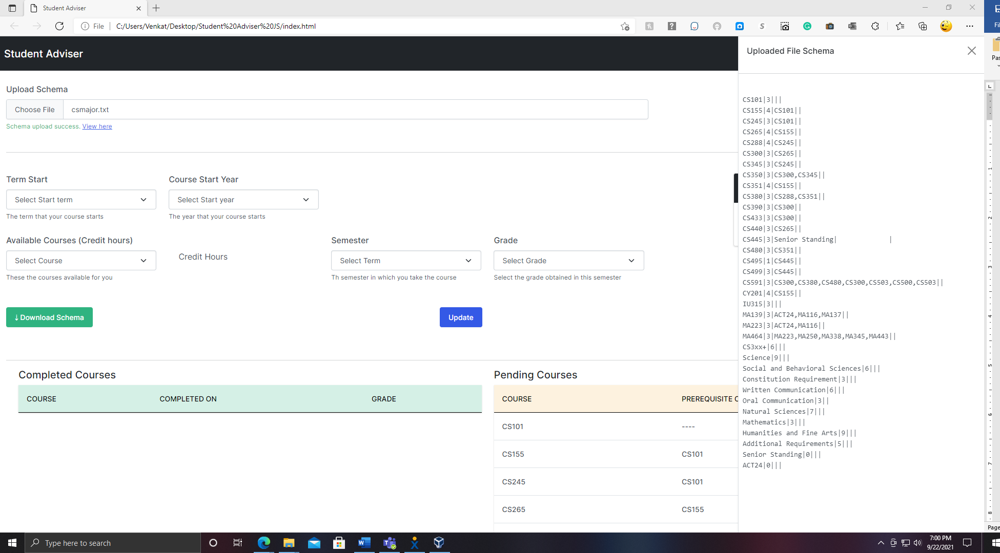 Student Adviser
File
C:/Users/Venkat/Desktop/Student%20Adviser%20JS/index.html
Student Adviser
Upload Schema
Choose File
csmajor.txt
Schema upload success. View here
Term Start
Course Start Year
Select Start term
Select Start year
The term that your course starts
The year that your course starts
Available Courses (Credit hours)
Semester
Grade
Select Course
Credit Hours
Select Term
Select Grade
These the courses available for you
Th semester in which you take the course
Select the grade obtained in this semester
↓ Download Schema
Update
Completed Courses
COURSE
COMPLETED ON
GRADE
Pending Courses
COURSE
PREREQUISITE
CS101
----
CS155
CS101
CS245
CS101
CS265
CS155
Uploaded File Schema
CS101|3|||
CS155|4|CS101||
CS245|3|CS101||
CS265|4|CS155||
CS288|4|CS245||
CS300|3|CS265||
CS345|3|CS245||
CS350|3|CS300,CS345||
CS351|4|CS155||
CS380|3|CS288,CS351||
CS390|3|CS300||
CS433|3|CS300||
CS440|3|CS265||
CS445|3|Senior Standing| |
CS480|3|CS351||
CS495|1|CS445||
CS499|3|CS445||
CS591|3|CS300,CS380,CS480,CS300,CS503,CS500,CS503||
CY201|4|CS155||
IU315|3|||
MA139|3|ACT24,MA116,MA137||
MA223|3|ACT24,MA116||
MA464|3|MA223,MA250,MA338,MA345,MA443||
CS3xx+|6|||
Science|9|||
Social and Behavioral Sciences|6|||
Constitution Requirement|3|||
Written Communication|6|||
Oral Communication|3||
Natural Sciences|7|||
Mathematics|3|||
Humanities and Fine Arts|9|||
Additional Requirements|5|||
Senior Standing|0|||
ACT24|0|||
Page
Type here to search
7:00 PM
9/22/2021